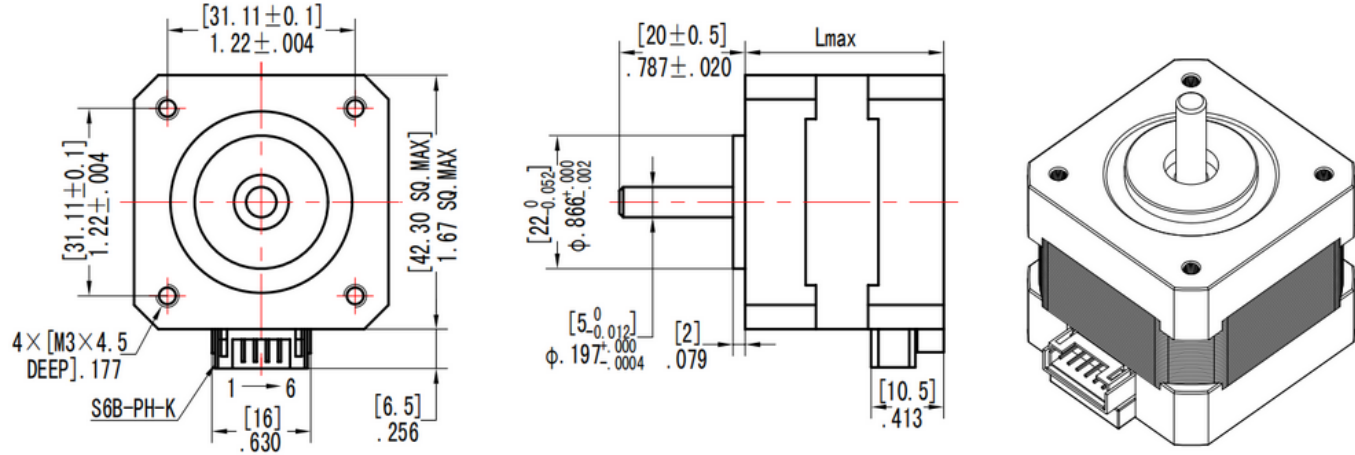 [31.11±0.1]
1.22±.004
[31.11±0.1]
1.22±.004
[42.30 SQ.MAX]
1.67 SQ.MAX
4×[M3×4.5
DEEP].177
S6B-PH-K
1 → 6
[16]
.630
[6.5]
.256
[20±0.5]
.787±.020
Lmax
[22 0 -0.052]
φ.866 +.000 -.002
[5 0 -0.012]
φ.197 +.000 -.0004
[2]
.079
[10.5]
.413